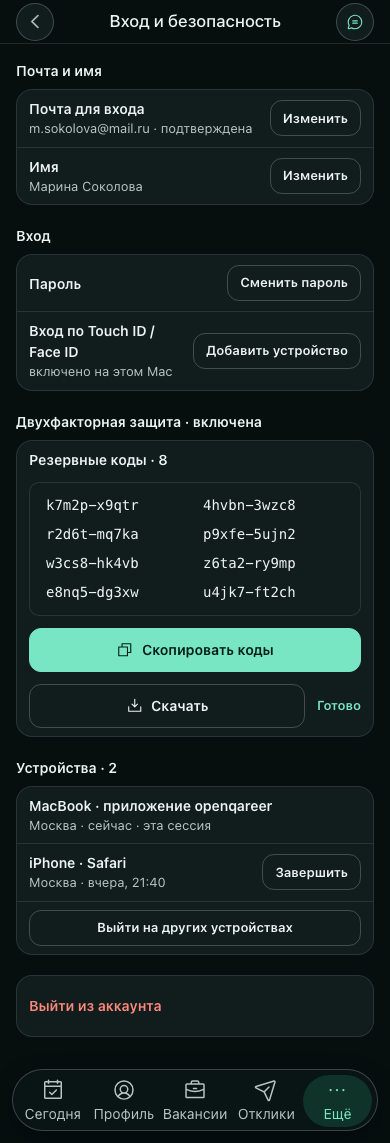 Вход и безопасность
Почта и имя
Почта для входа
m.sokolova@mail.ru · подтверждена
Изменить
Имя
Марина Соколова
Изменить
Вход
Пароль
Сменить пароль
Вход по Touch ID /
Face ID
включено на этом Mac
Добавить устройство
Двухфакторная защита · включена
Резервные коды · 8
k7m2p-x9qtr 4hvbn-3wzc8
r2d6t-mq7ka p9xfe-5ujn2
w3cs8-hk4vb z6ta2-ry9mp
e8nq5-dg3xw u4jk7-ft2ch
Скопировать коды
Скачать
Готово
Устройства · 2
MacBook · приложение openqareer
Москва · сейчас · эта сессия
iPhone · Safari
Москва · вчера, 21:40
Завершить
Выйти на других устройствах
Выйти из аккаунта
Сегодня Профиль Вакансии Отклики Ещё